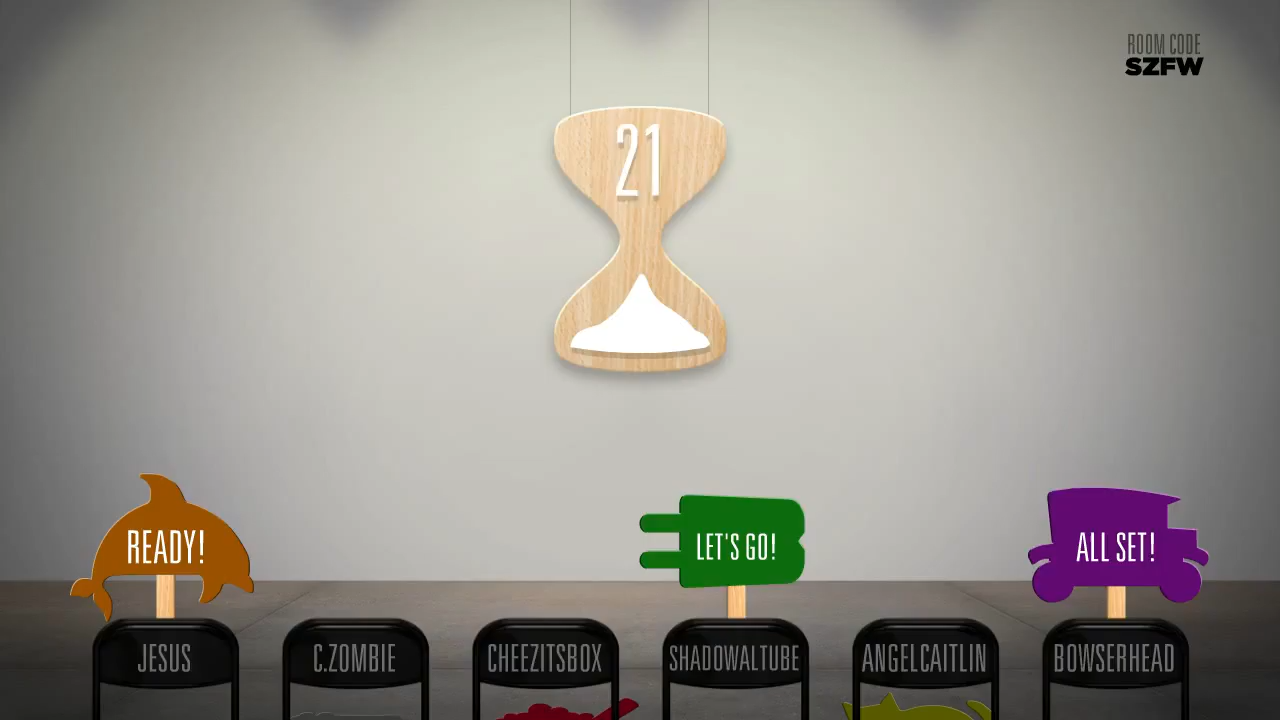 ROOM CODE
SZFW
21
READY!
LET'S GO!
ALL SET!
JESUS
C.ZOMBIE
CHEEZITSBOX
SHADOWALTUBE
ANGELCAITLIN
BOWSERHEAD